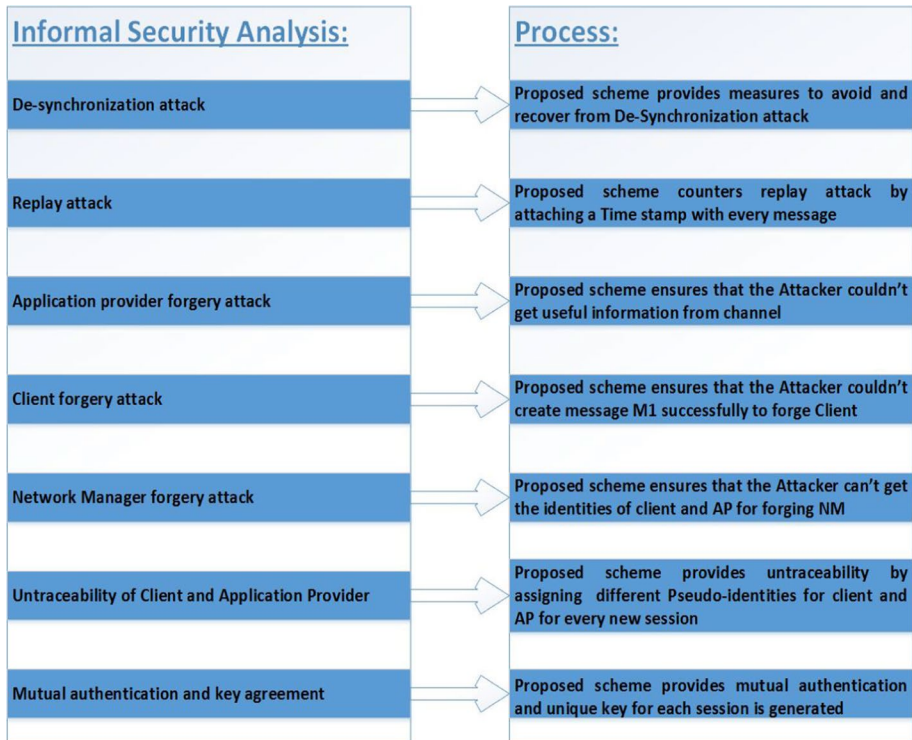 Informal Security Analysis:
Process:
De-synchronization attack
Proposed scheme provides measures to avoid and
recover from De-Synchronization attack
Replay attack
Proposed scheme counters replay attack by
attaching a Time stamp with every message
Application provider forgery attack
Proposed scheme ensures that the Attacker couldn't
get useful information from channel
Client forgery attack
Proposed scheme ensures that the Attacker couldn't
create message M1 successfully to forge Client
Network Manager forgery attack
Proposed scheme ensures that the Attacker can't get
the identities of client and AP for forging NM
Untraceability of Client and Application Provider
Proposed scheme provides untraceability by
assigning different Pseudo-identities for client and
AP for every new session
Mutual authentication and key agreement
Proposed scheme provides mutual authentication
and unique key for each session is generated